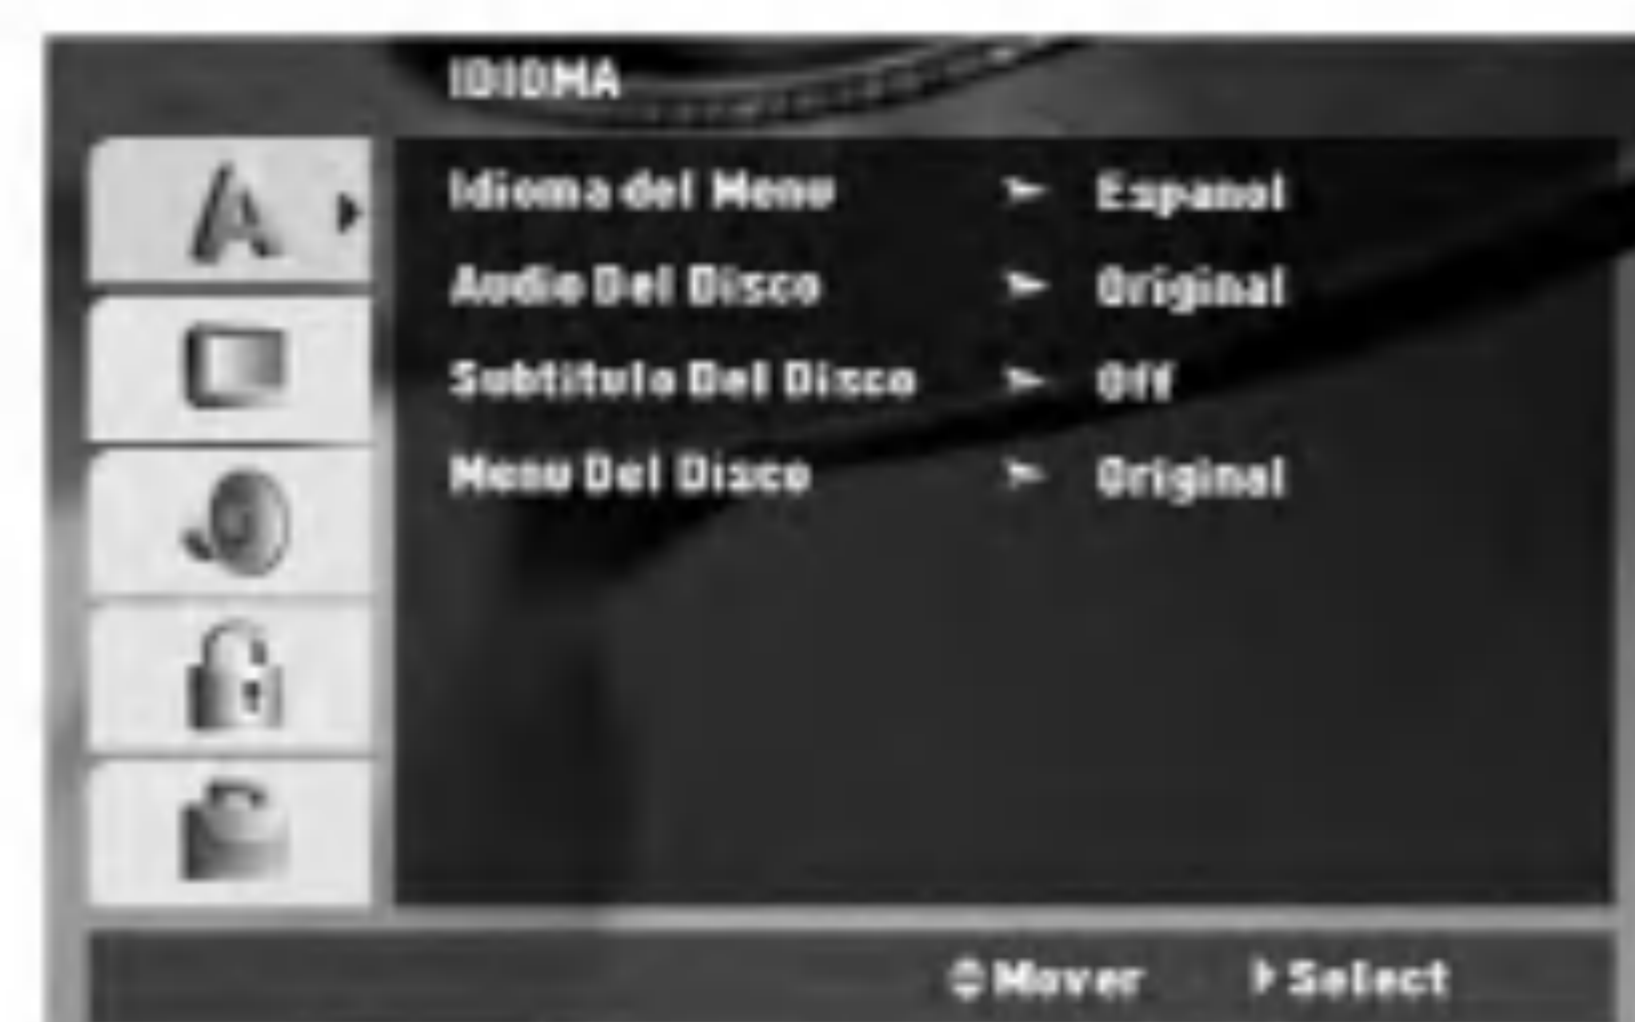 IDIOMA
Idioma del Menu Espanol
Audio Del Disco Original
Subtitulo Del Disco Off
Menu Del Disco Original
Mover Select